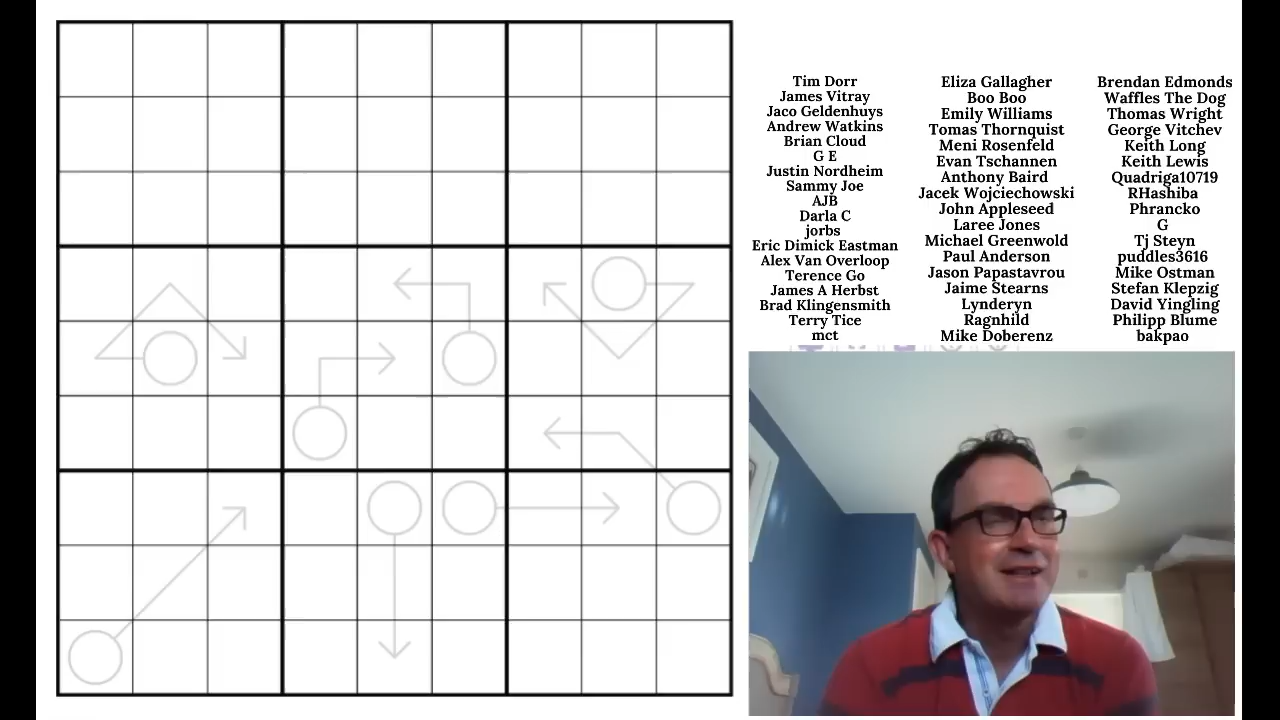 Tim Dorr
James Vitray
Jaco Geldenhuys
Andrew Watkins
Brian Cloud
G E
Justin Nordheim
Sammy Joe
AJB
Darla C
jorbs
Eric Dimick Eastman
Alex Van Overloop
Terence Go
James A Herbst
Brad Klingensmith
Terry Tice
mct
Eliza Gallagher
Boo Boo
Emily Williams
Tomas Thornquist
Meni Rosenfeld
Evan Tschannen
Anthony Baird
Jacek Wojciechowski
John Appleseed
Laree Jones
Michael Greenwold
Paul Anderson
Jason Papastavrou
Jaime Stearns
Lynderyn
Ragnhild
Mike Doberenz
Brendan Edmonds
Waffles The Dog
Thomas Wright
George Vitchev
Keith Long
Keith Lewis
Quadriga10719
RHashiba
Phrancko
G
Tj Steyn
puddles3616
Mike Ostman
Stefan Klepzig
David Yingling
Philipp Blume
bakpao